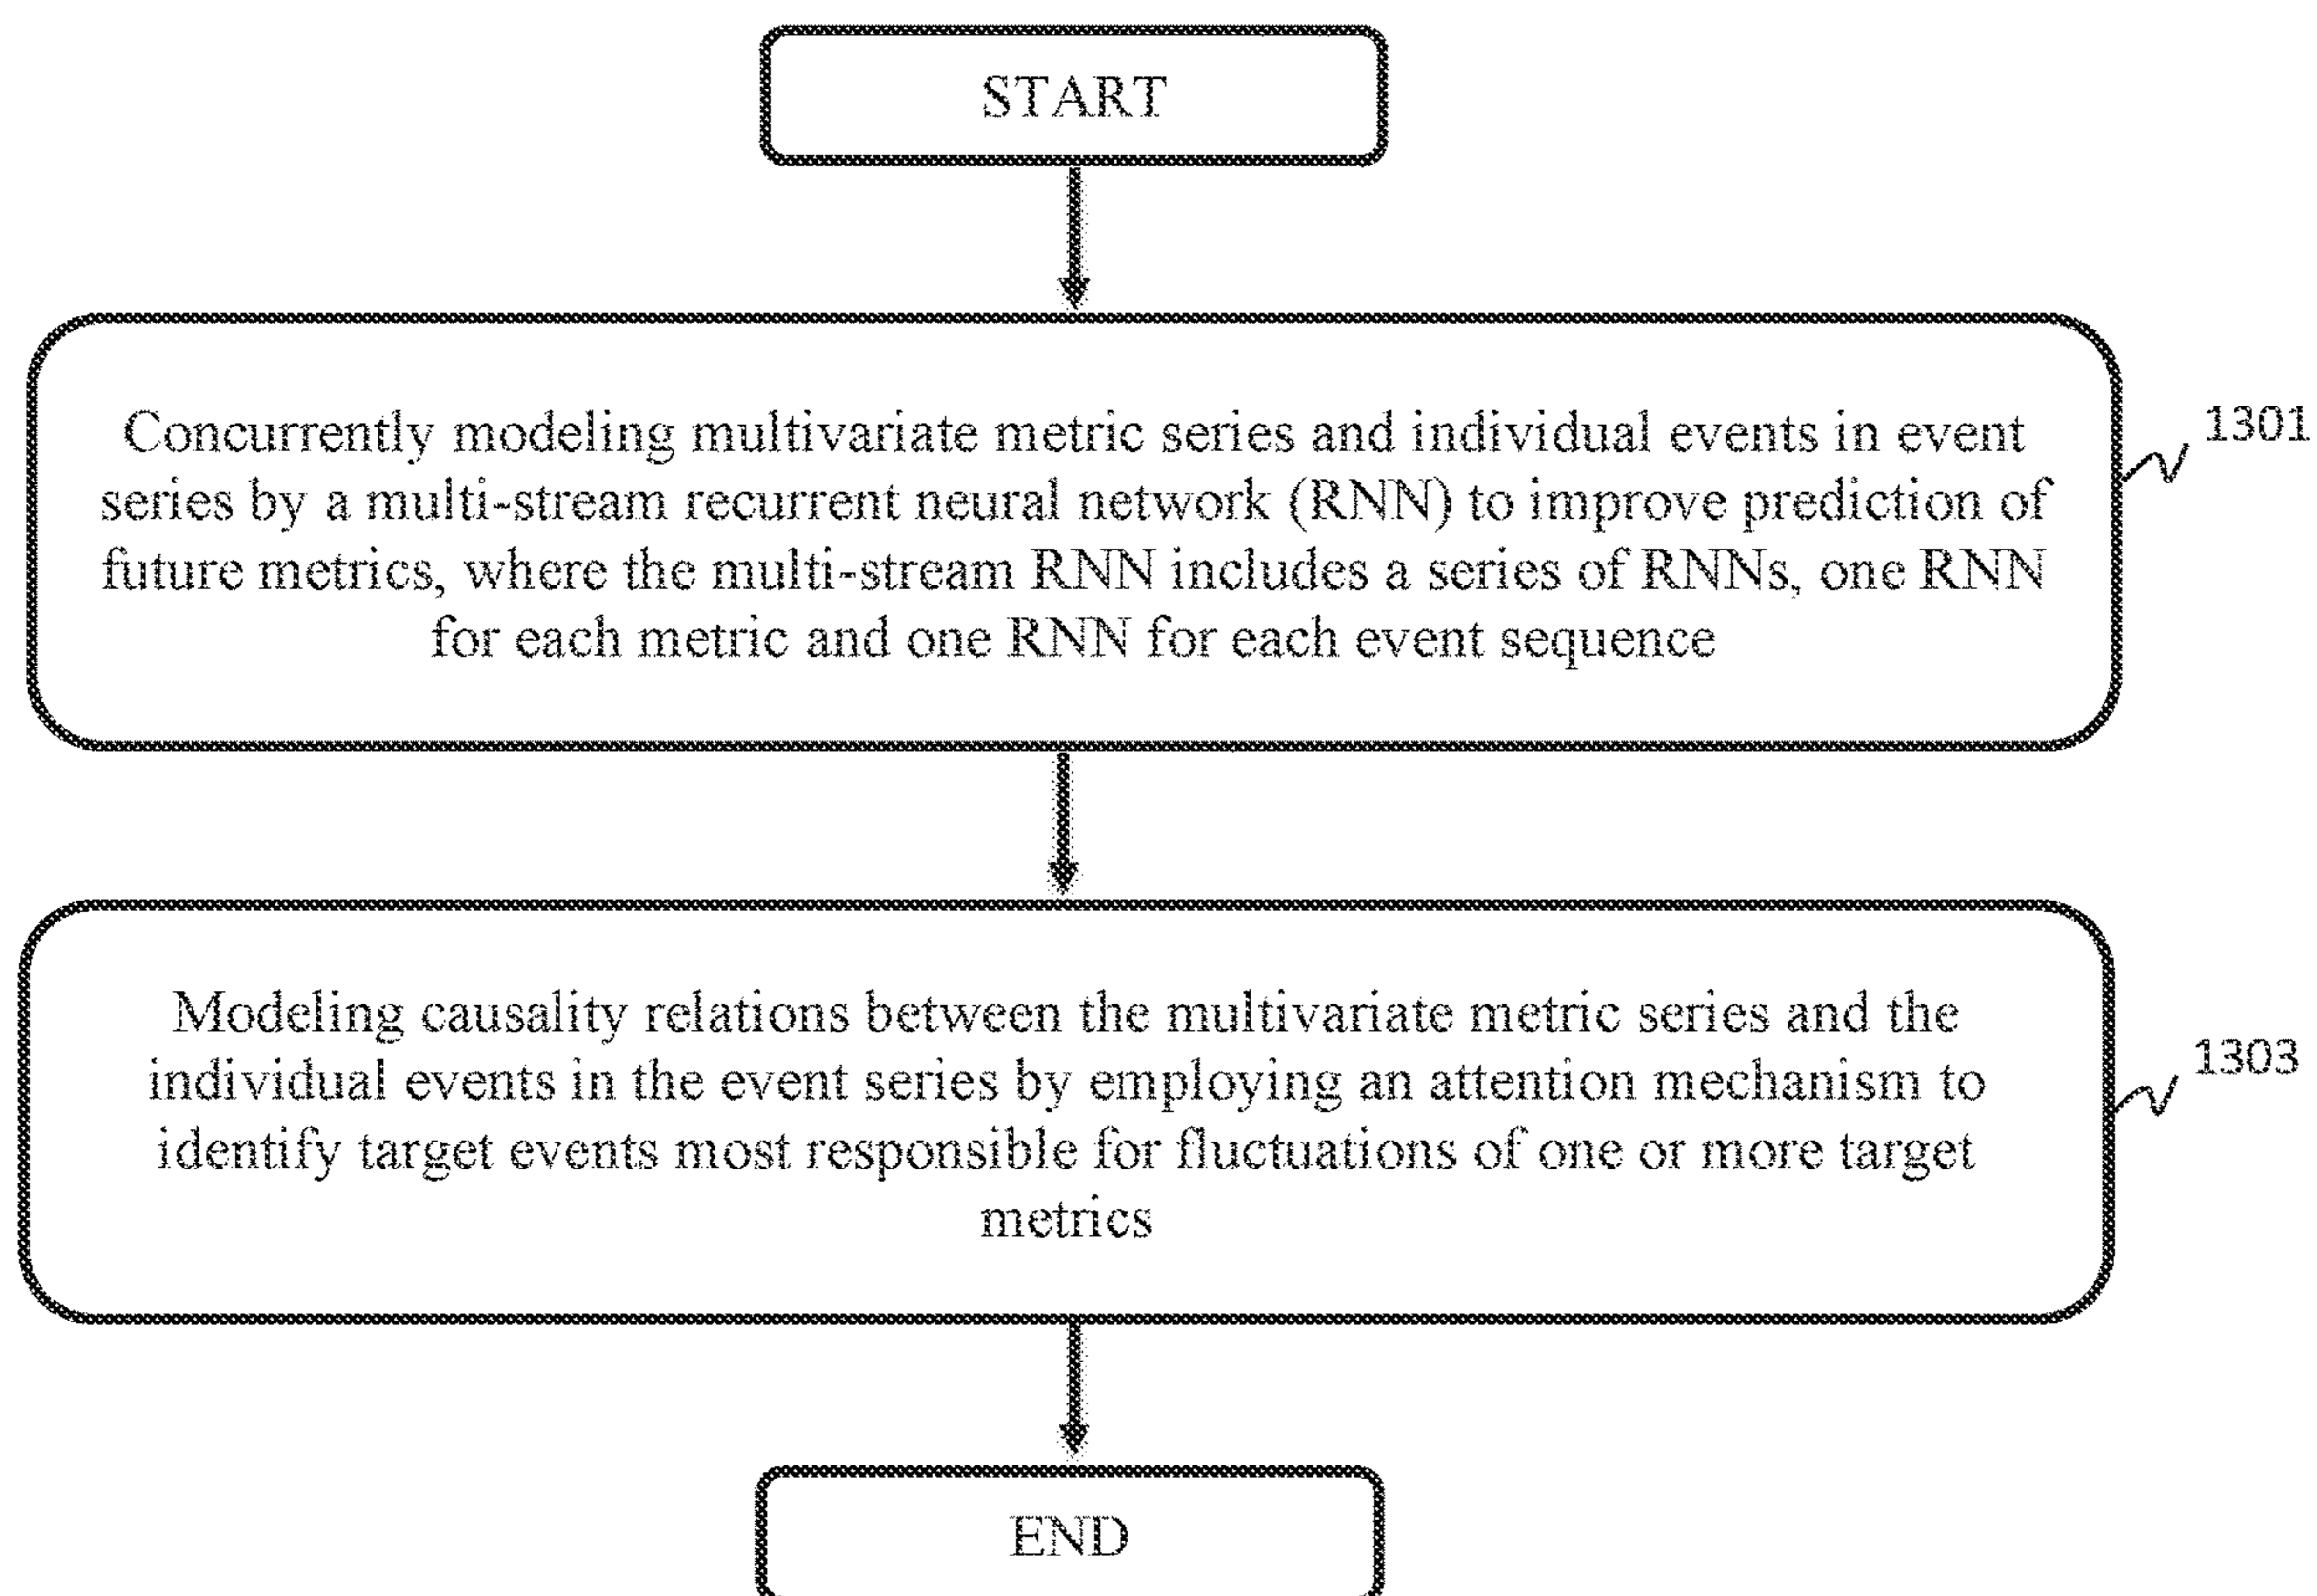 START
Concurrently modeling multivariate metric series and individual events in event
series by a multi-stream recurrent neural network (RNN) to improve prediction of
future metrics, where the multi-stream RNN includes a series of RNNs, one RNN
for each metric and one RNN for each event sequence
1301
Modeling causality relations between the multivariate metric series and the
individual events in the event series by employing an attention mechanism to
identify target events most responsible for fluctuations of one or more target
metrics
1303
END